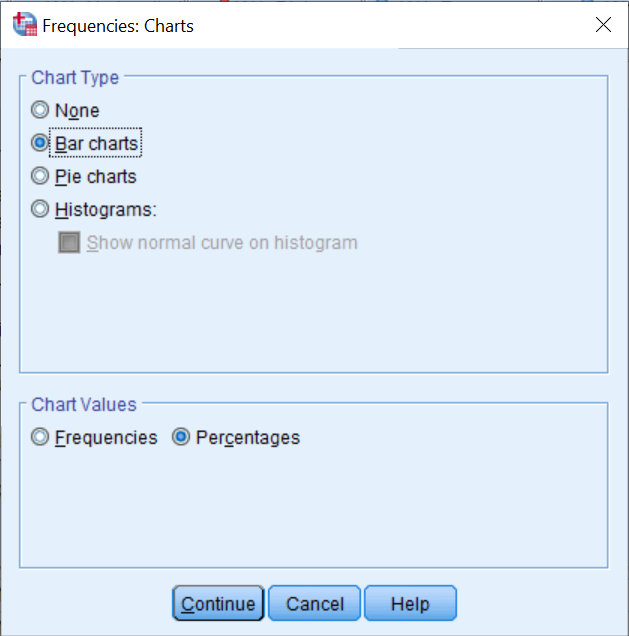 Frequencies: Charts
Chart Type
None
Bar charts
Pie charts
Histograms:
Show normal curve on histogram
Chart Values
Frequencies Percentages
Continue Cancel Help